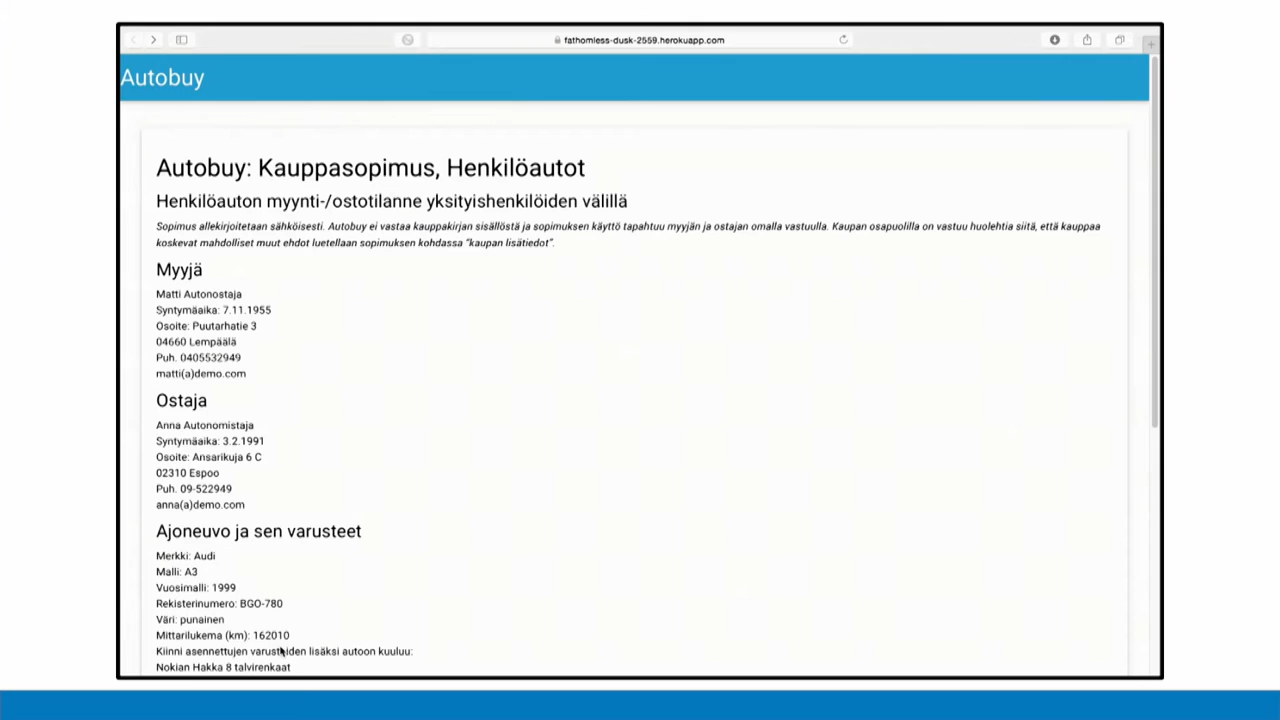 fathomless-dusk-2559.herokuapp.com
Autobuy
Autobuy: Kauppasopimus, Henkilöautot
Henkilöauton myynti-/ostotilanne yksityishenkilöiden välillä
Sopimus allekirjoitetaan sähköisesti. Autobuy ei vastaa kauppakirjan sisällöstä ja sopimuksen käyttö tapahtuu myyjän ja ostajan omalla vastuulla. Kaupan osapuolilla on vastuu huolehtia siitä, että kauppaa
koskevat mahdolliset muut ehdot luetellaan sopimuksen kohdassa "kaupan lisätiedot".
Myyjä
Matti Autonostaja
Syntymäaika: 7.11.1955
Osoite: Puutarhatie 3
04660 Lempäälä
Puh. 0405532949
matti(a)demo.com
Ostaja
Anna Autonomistaja
Syntymäaika: 3.2.1991
Osoite: Ansarikuja 6 C
02310 Espoo
Puh. 09-522949
anna(a)demo.com
Ajoneuvo ja sen varusteet
Merkki: Audi
Malli: A3
Vuosimalli: 1999
Rekisterinumero: BGO-780
Väri: punainen
Mittarilukema (km): 162010
Kiinni asennettujen varusteiden lisäksi autoon kuuluu:
Nokian Hakka 8 talvirenkaat